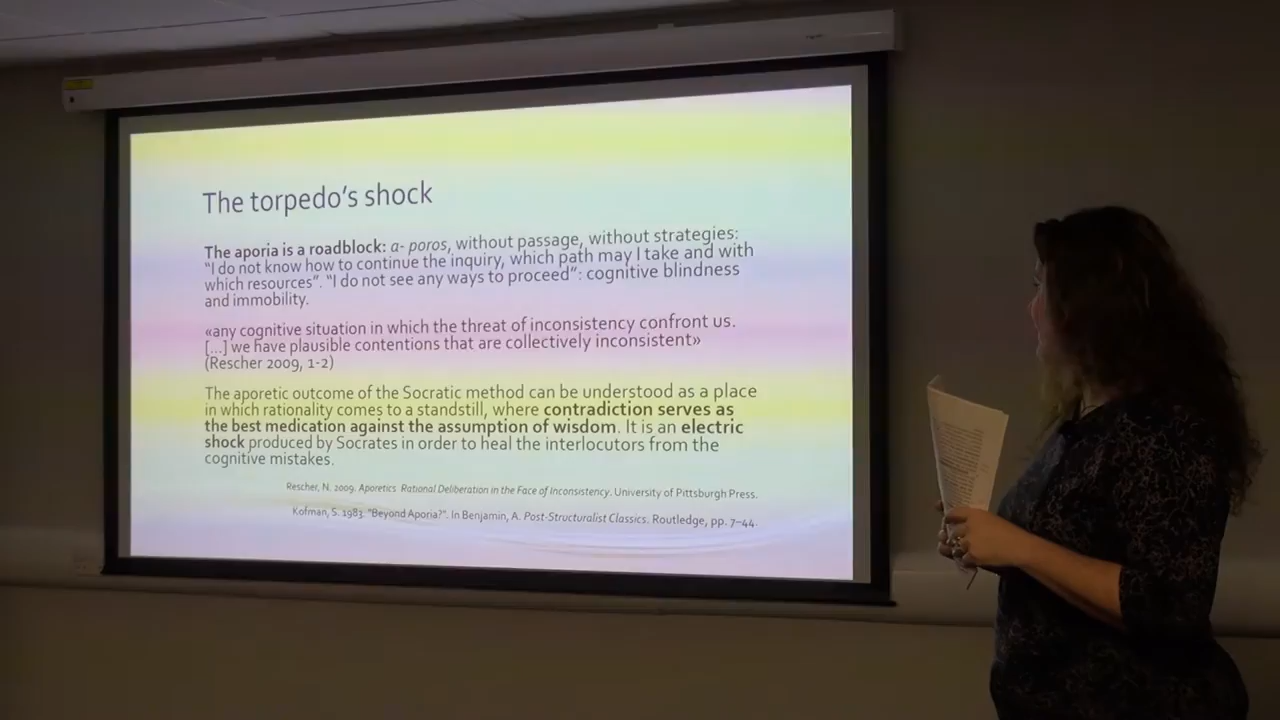 The torpedo's shock
The aporia is a roadblock: a- poros, without passage, without strategies:
"I do not know how to continue the inquiry, which path may I take and with
which resources". "I do not see any ways to proceed": cognitive blindness
and immobility.
«any cognitive situation in which the threat of inconsistency confront us.
[...] we have plausible contentions that are collectively inconsistent»
(Rescher 2009, 1-2)
The aporetic outcome of the Socratic method can be understood as a place
in which rationality comes to a standstill, where contradiction serves as
the best medication against the assumption of wisdom. It is an electric
shock produced by Socrates in order to heal the interlocutors from the
cognitive mistakes.
Rescher, N. 2009. Aporetics Rational Deliberation in the Face of Inconsistency. University of Pittsburgh Press.
Kofman, S. 1983. "Beyond Aporia?". In Benjamin, A. Post-Structuralist Classics. Routledge, pp. 7–44.